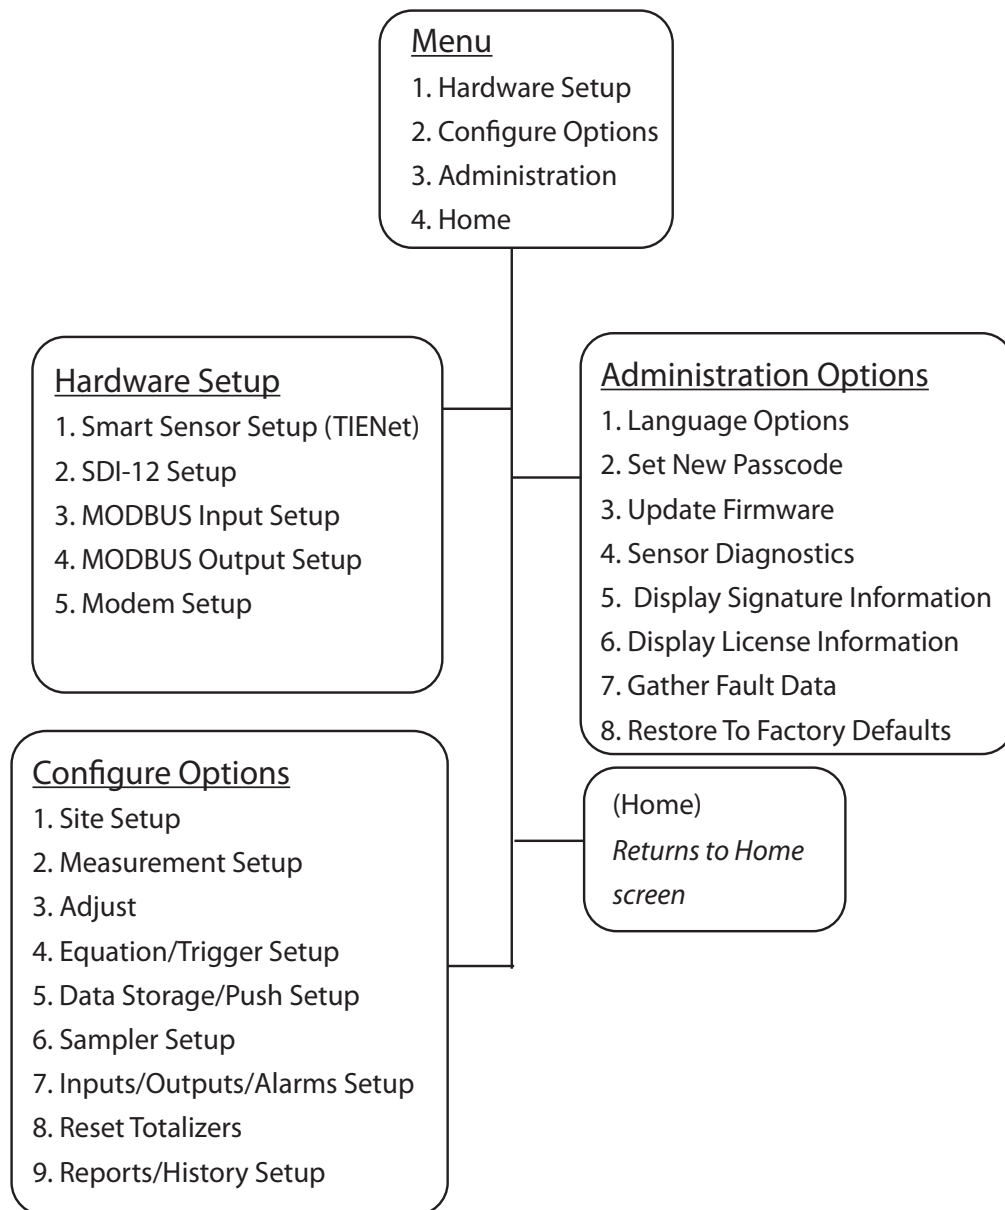 Menu
1. Hardware Setup
2. Configure Options
3. Administration
4. Home
Hardware Setup
1. Smart Sensor Setup (TIENet)
2. SDI-12 Setup
3. MODBUS Input Setup
4. MODBUS Output Setup
5. Modem Setup
Administration Options
1. Language Options
2. Set New Passcode
3. Update Firmware
4. Sensor Diagnostics
5. Display Signature Information
6. Display License Information
7. Gather Fault Data
8. Restore To Factory Defaults
Configure Options
1. Site Setup
2. Measurement Setup
3. Adjust
4. Equation/Trigger Setup
5. Data Storage/Push Setup
6. Sampler Setup
7. Inputs/Outputs/Alarms Setup
8. Reset Totalizers
9. Reports/History Setup
(Home)
Returns to Home
screen